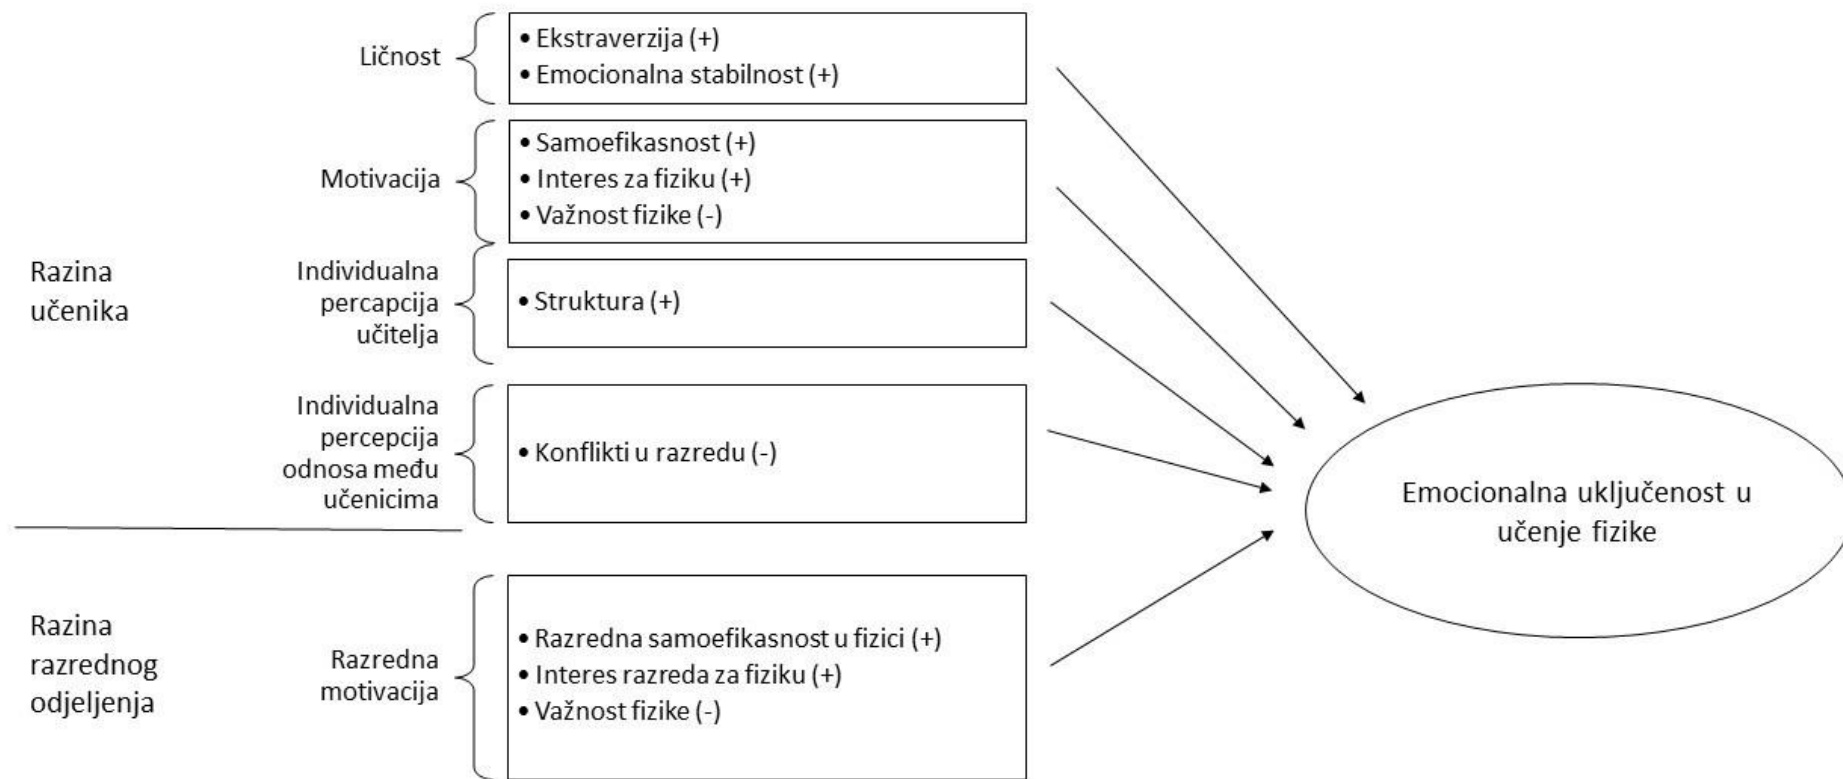 Ličnost
• Ekstraverzija (+)
• Emocionalna stabilnost (+)
Motivacija
• Samoefikasnost (+)
• Interes za fiziku (+)
• Važnost fizike (-)
Razina
učenika
Individualna
percapcija
učitelja
• Struktura (+)
Individualna
percepcija
odnosa među
učenicima
• Konflikti u razredu (-)
Razina
razrednog
odjeljenja
Razredna
motivacija
• Razredna samoefikasnost u fizici (+)
• Interes razreda za fiziku (+)
• Važnost fizike (-)
Emocionalna uključenost u
učenje fizike